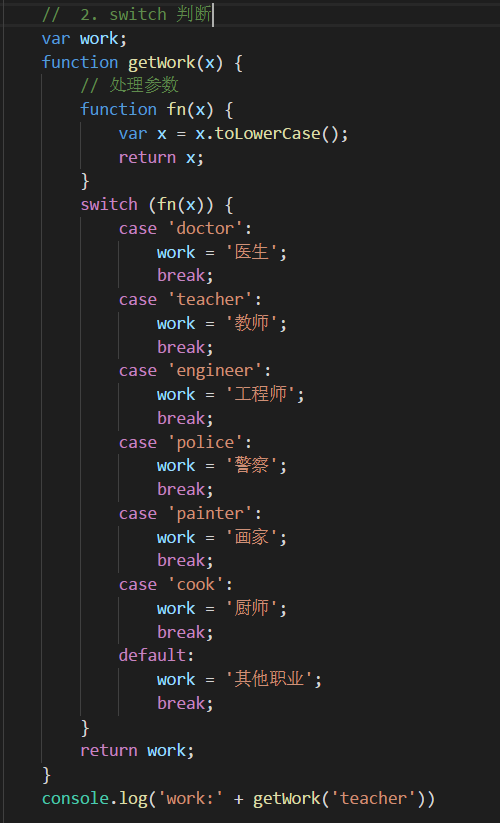 //  2. switch 判断
var work;
function getWork(x) {
    // 处理参数
    function fn(x) {
        var x = x.toLowerCase();
        return x;
    }
    switch (fn(x)) {
        case 'doctor':
            work = '医生';
            break;
        case 'teacher':
            work = '教师';
            break;
        case 'engineer':
            work = '工程师';
            break;
        case 'police':
            work = '警察';
            break;
        case 'painter':
            work = '画家';
            break;
        case 'cook':
            work = '厨师';
            break;
        default:
            work = '其他职业';
            break;
    }
    return work;
}
console.log('work:' + getWork('teacher'))